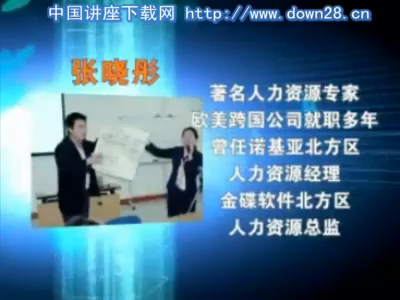 中国讲座下载网 http://www.down28.cn
张晓彤
著名人力资源专家
欧美跨国公司就职多年
曾任诺基亚北方区
人力资源经理
金碟软件北方区
人力资源总监